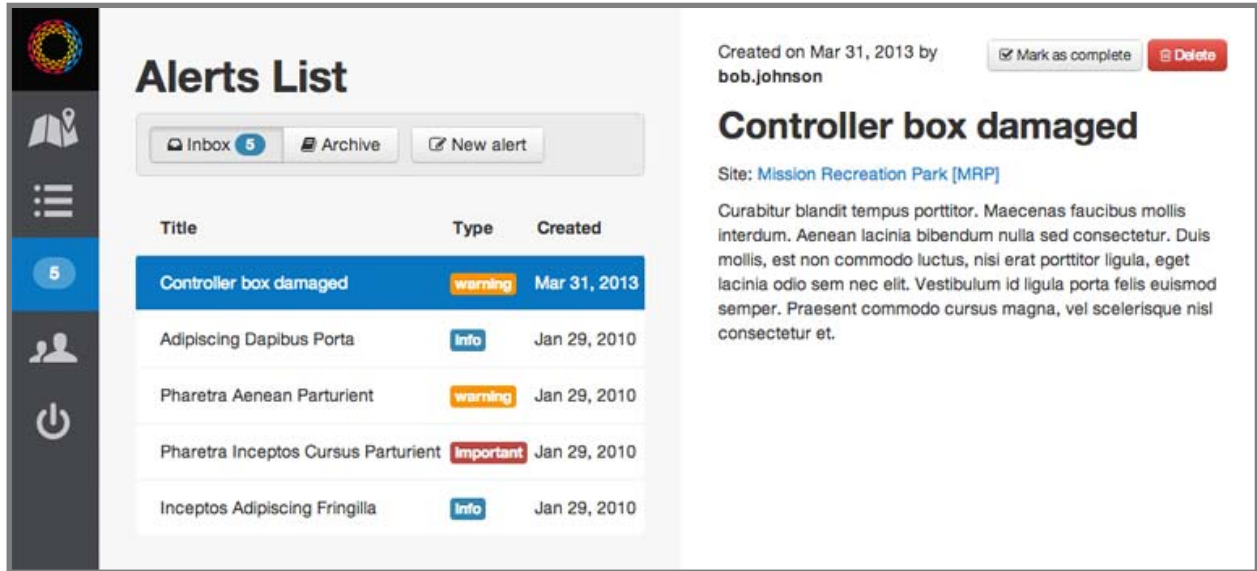 5
Alerts List
Inbox 5 Archive New alert
Title Type Created
Controller box damaged warning Mar 31, 2013
Adipiscing Dapibus Porta Info Jan 29, 2010
Pharetra Aenean Parturient warning Jan 29, 2010
Pharetra Inceptos Cursus Parturient Important Jan 29, 2010
Inceptos Adipiscing Fringilla Info Jan 29, 2010
Created on Mar 31, 2013 by
bob.johnson
Mark as complete Delete
Controller box damaged
Site: Mission Recreation Park [MRP]
Curabitur blandit tempus porttitor. Maecenas faucibus mollis
interdum. Aenean lacinia bibendum nulla sed consectetur. Duis
mollis, est non commodo luctus, nisi erat porttitor ligula, eget
lacinia odio sem nec elit. Vestibulum id ligula porta felis euismod
semper. Praesent commodo cursus magna, vel scelerisque nisl
consectetur et.